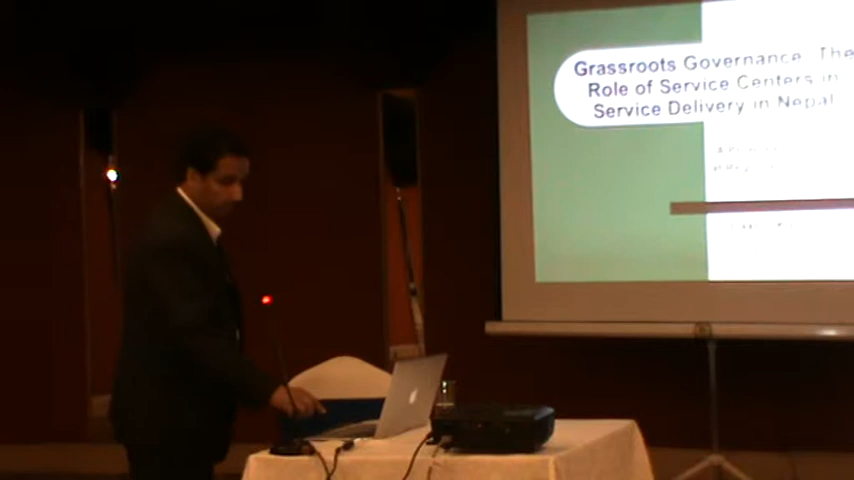 Grassroots Governance: The
Role of Service Centers in
Service Delivery in Nepal